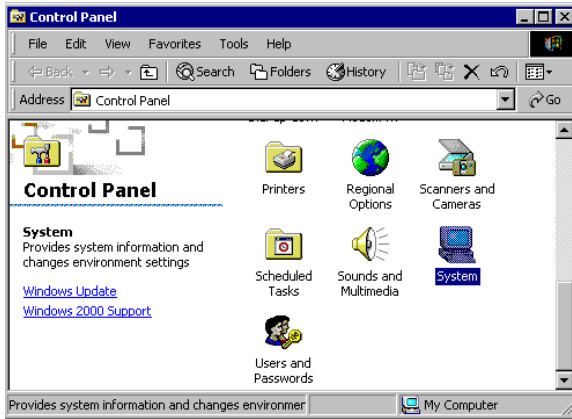 Control Panel
File Edit View Favorites Tools Help
Back Search Folders History
Address Control Panel Go
Control Panel
System
Provides system information and
changes environment settings
Windows Update
Windows 2000 Support
Printers
Regional
Options
Scanners and
Cameras
Scheduled
Tasks
Sounds and
Multimedia
System
Users and
Passwords
Provides system information and changes environmer
My Computer